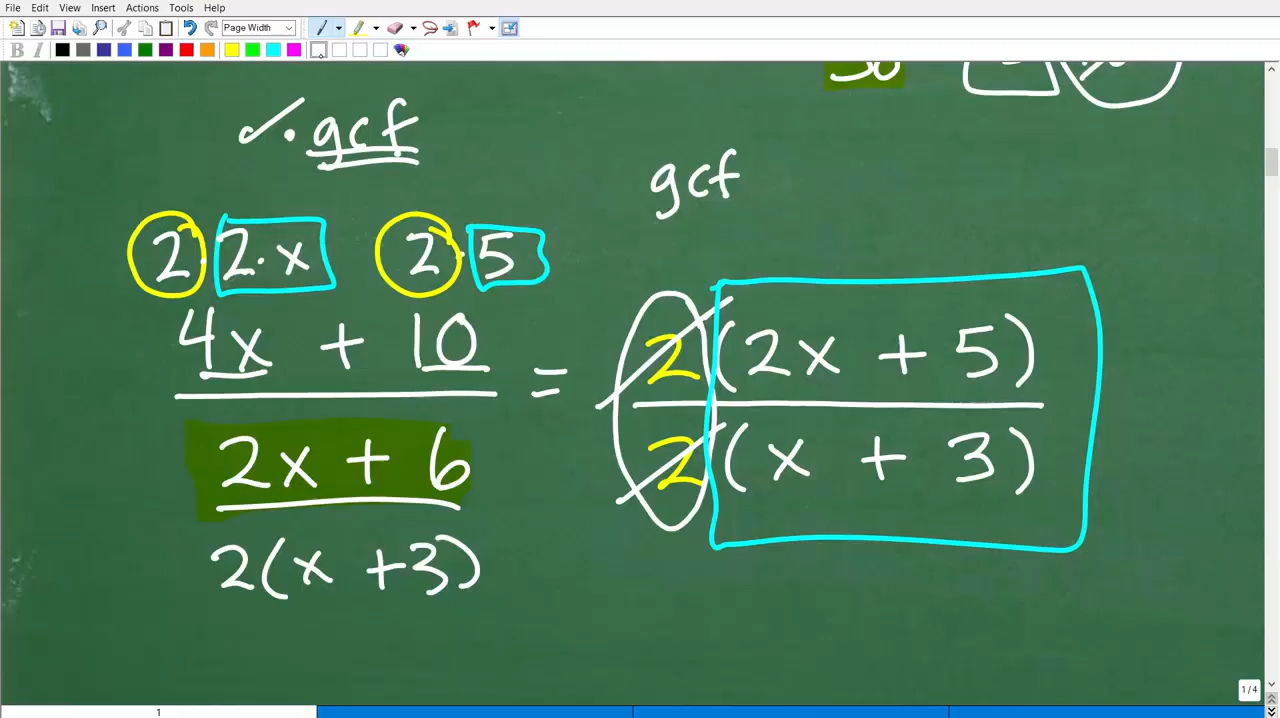 File Edit View Insert Actions Tools Help
Page Width
B I
30
✓ · gcf
gcf
2 · 2 · x 2 · 5
4x + 10
2x + 6
2(x + 3)
=
2(2x + 5)
2(x + 3)
1/4
1